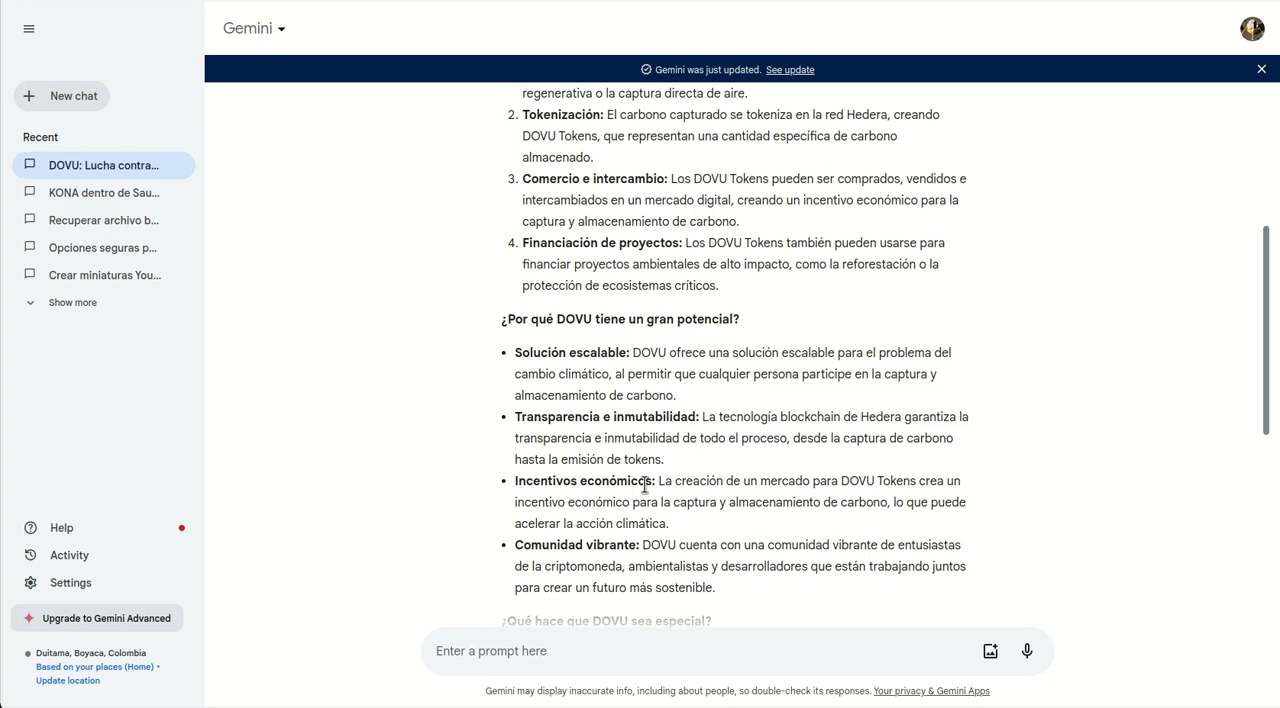 Gemini
Gemini was just updated. See update
New chat
Recent
DOVU: Lucha contra...
KONA dentro de Sau...
Recuperar archivo b...
Opciones seguras p...
Crear miniaturas You...
Show more
Help
Activity
Settings
Upgrade to Gemini Advanced
Duitama, Boyaca, Colombia
Based on your places (Home) •
Update location
regenerativa o la captura directa de aire.
2. Tokenización: El carbono capturado se tokeniza en la red Hedera, creando
DOVU Tokens, que representan una cantidad específica de carbono
almacenado.
3. Comercio e intercambio: Los DOVU Tokens pueden ser comprados, vendidos e
intercambiados en un mercado digital, creando un incentivo económico para la
captura y almacenamiento de carbono.
4. Financiación de proyectos: Los DOVU Tokens también pueden usarse para
financiar proyectos ambientales de alto impacto, como la reforestación o la
protección de ecosistemas críticos.
¿Por qué DOVU tiene un gran potencial?
• Solución escalable: DOVU ofrece una solución escalable para el problema del
cambio climático, al permitir que cualquier persona participe en la captura y
almacenamiento de carbono.
• Transparencia e inmutabilidad: La tecnología blockchain de Hedera garantiza la
transparencia e inmutabilidad de todo el proceso, desde la captura de carbono
hasta la emisión de tokens.
• Incentivos económicos: La creación de un mercado para DOVU Tokens crea un
incentivo económico para la captura y almacenamiento de carbono, lo que puede
acelerar la acción climática.
• Comunidad vibrante: DOVU cuenta con una comunidad vibrante de entusiastas
de la criptomoneda, ambientalistas y desarrolladores que están trabajando juntos
para crear un futuro más sostenible.
¿Qué hace que DOVU sea especial?
Enter a prompt here
Gemini may display inaccurate info, including about people, so double-check its responses. Your privacy & Gemini Apps